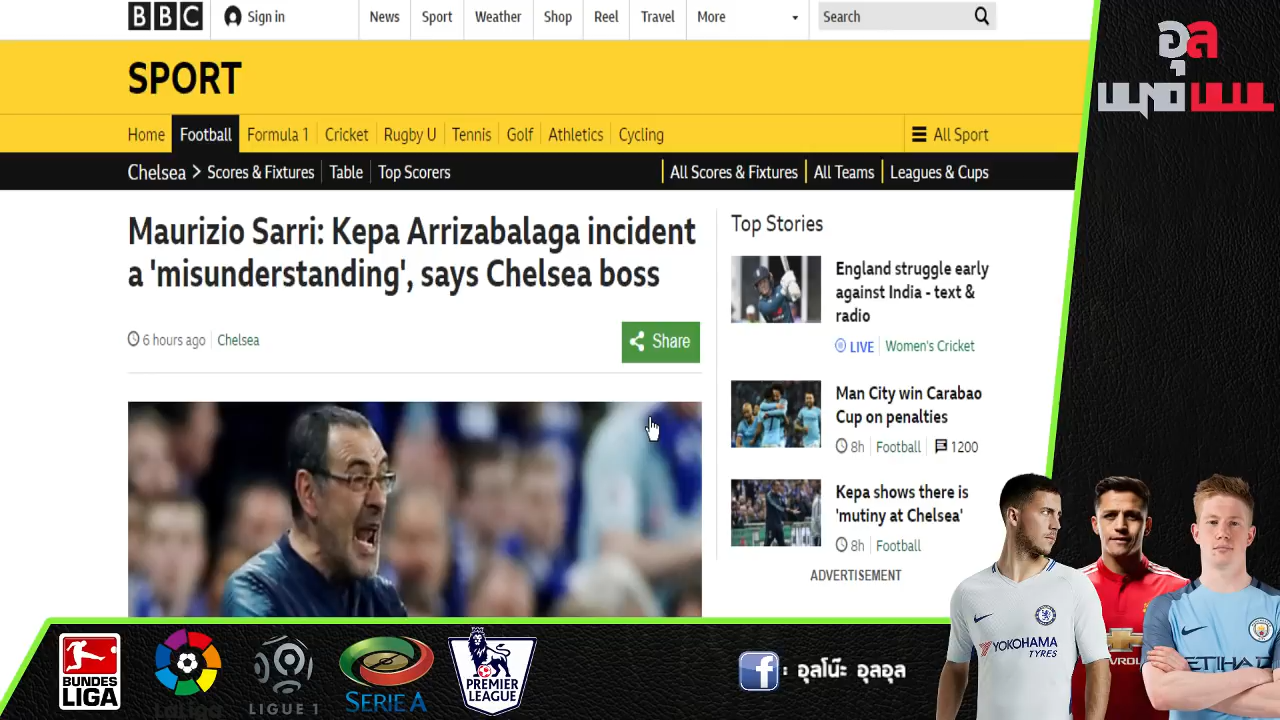 BBC
Sign in
News
Sport
Weather
Shop
Reel
Travel
More
Search
SPORT
Home
Football
Formula 1
Cricket
Rugby U
Tennis
Golf
Athletics
Cycling
All Sport
Chelsea
Scores & Fixtures
Table
Top Scorers
All Scores & Fixtures
All Teams
Leagues & Cups
Maurizio Sarri: Kepa Arrizabalaga incident
a 'misunderstanding', says Chelsea boss
6 hours ago
Chelsea
Share
Top Stories
England struggle early
against India - text &
radio
LIVE
Women's Cricket
Man City win Carabao
Cup on penalties
8h
Football
1200
Kepa shows there is
'mutiny at Chelsea'
8h
Football
ADVERTISEMENT
อุล
YOKOHAMA
TYRES
BUNDES
LIGA
LaLiga
LIGUE 1
SERIE A
PREMIER
LEAGUE
: อุลโน๊ะ อุลอุล